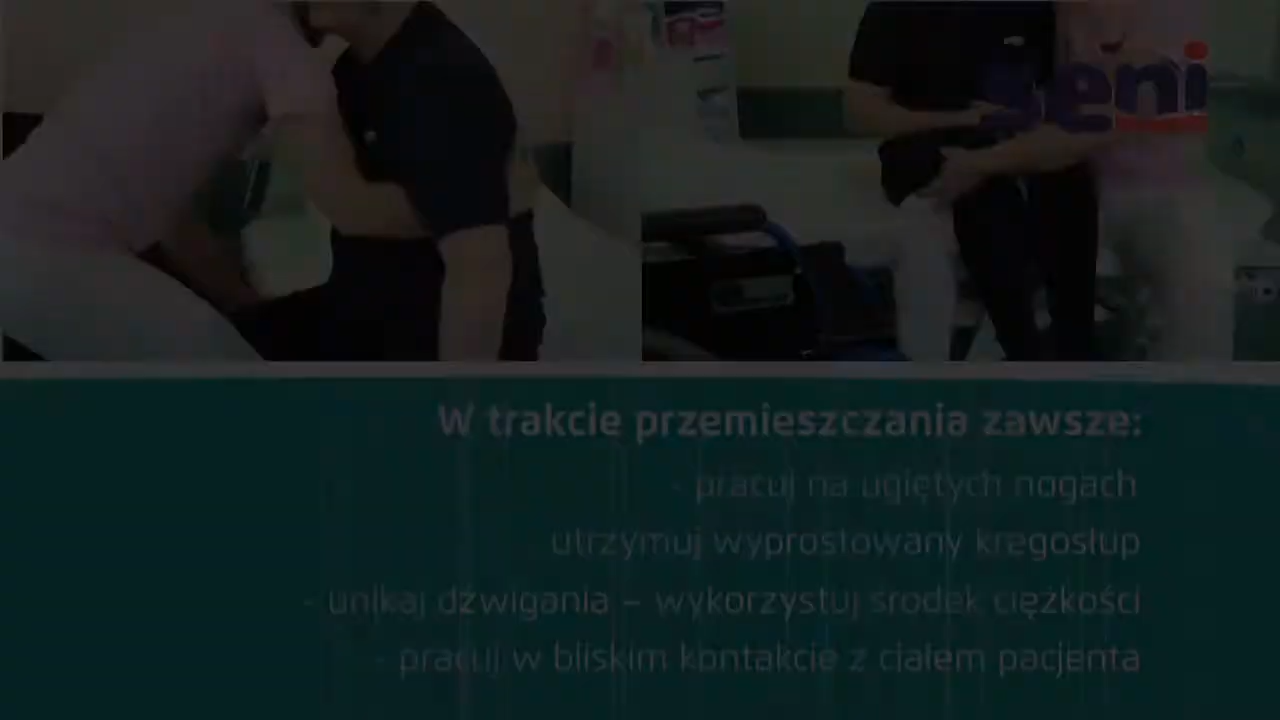 Seni
W trakcie przemieszczania zawsze:
- pracuj na ugiętych nogach
utrzymuj wyprostowany kręgosłup
- unikaj dźwigania – wykorzystuj środek ciężkości
- pracuj w bliskim kontakcie z ciałem pacjenta